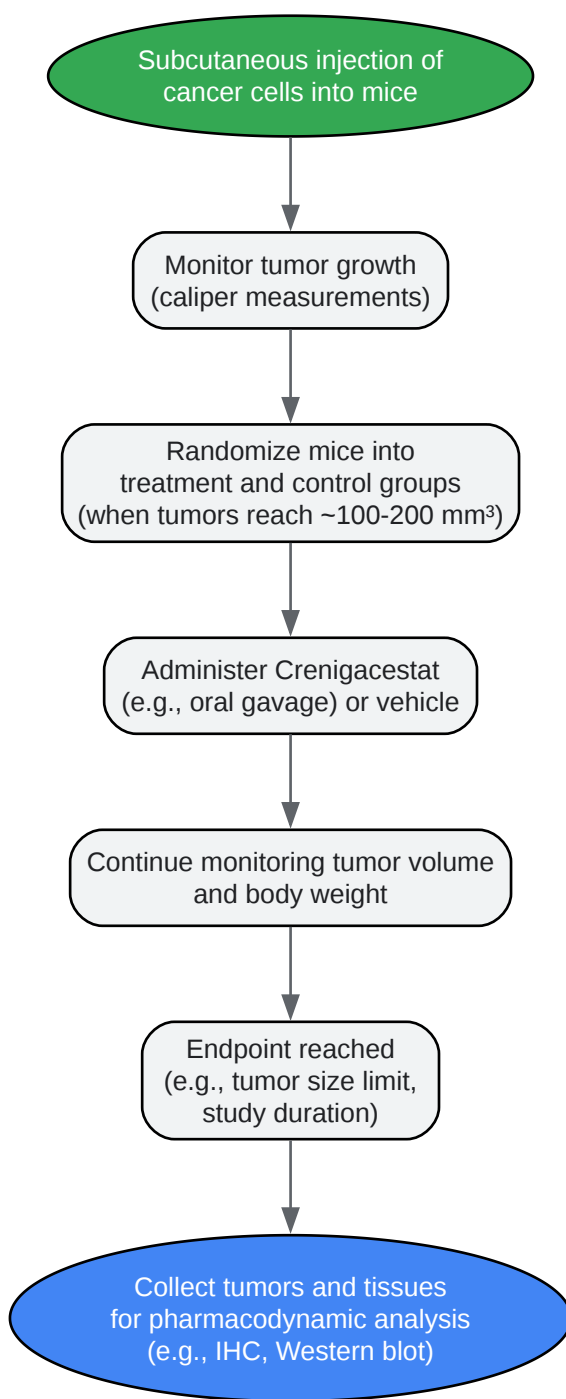 Subcutaneous injection of
cancer cells into mice
Monitor tumor growth
(caliper measurements)
Randomize mice into
treatment and control groups
(when tumors reach ~100-200 mm³)
Administer Crenigacestat
(e.g., oral gavage) or vehicle
Continue monitoring tumor volume
and body weight
Endpoint reached
(e.g., tumor size limit,
study duration)
Collect tumors and tissues
for pharmacodynamic analysis
(e.g., IHC, Western blot)